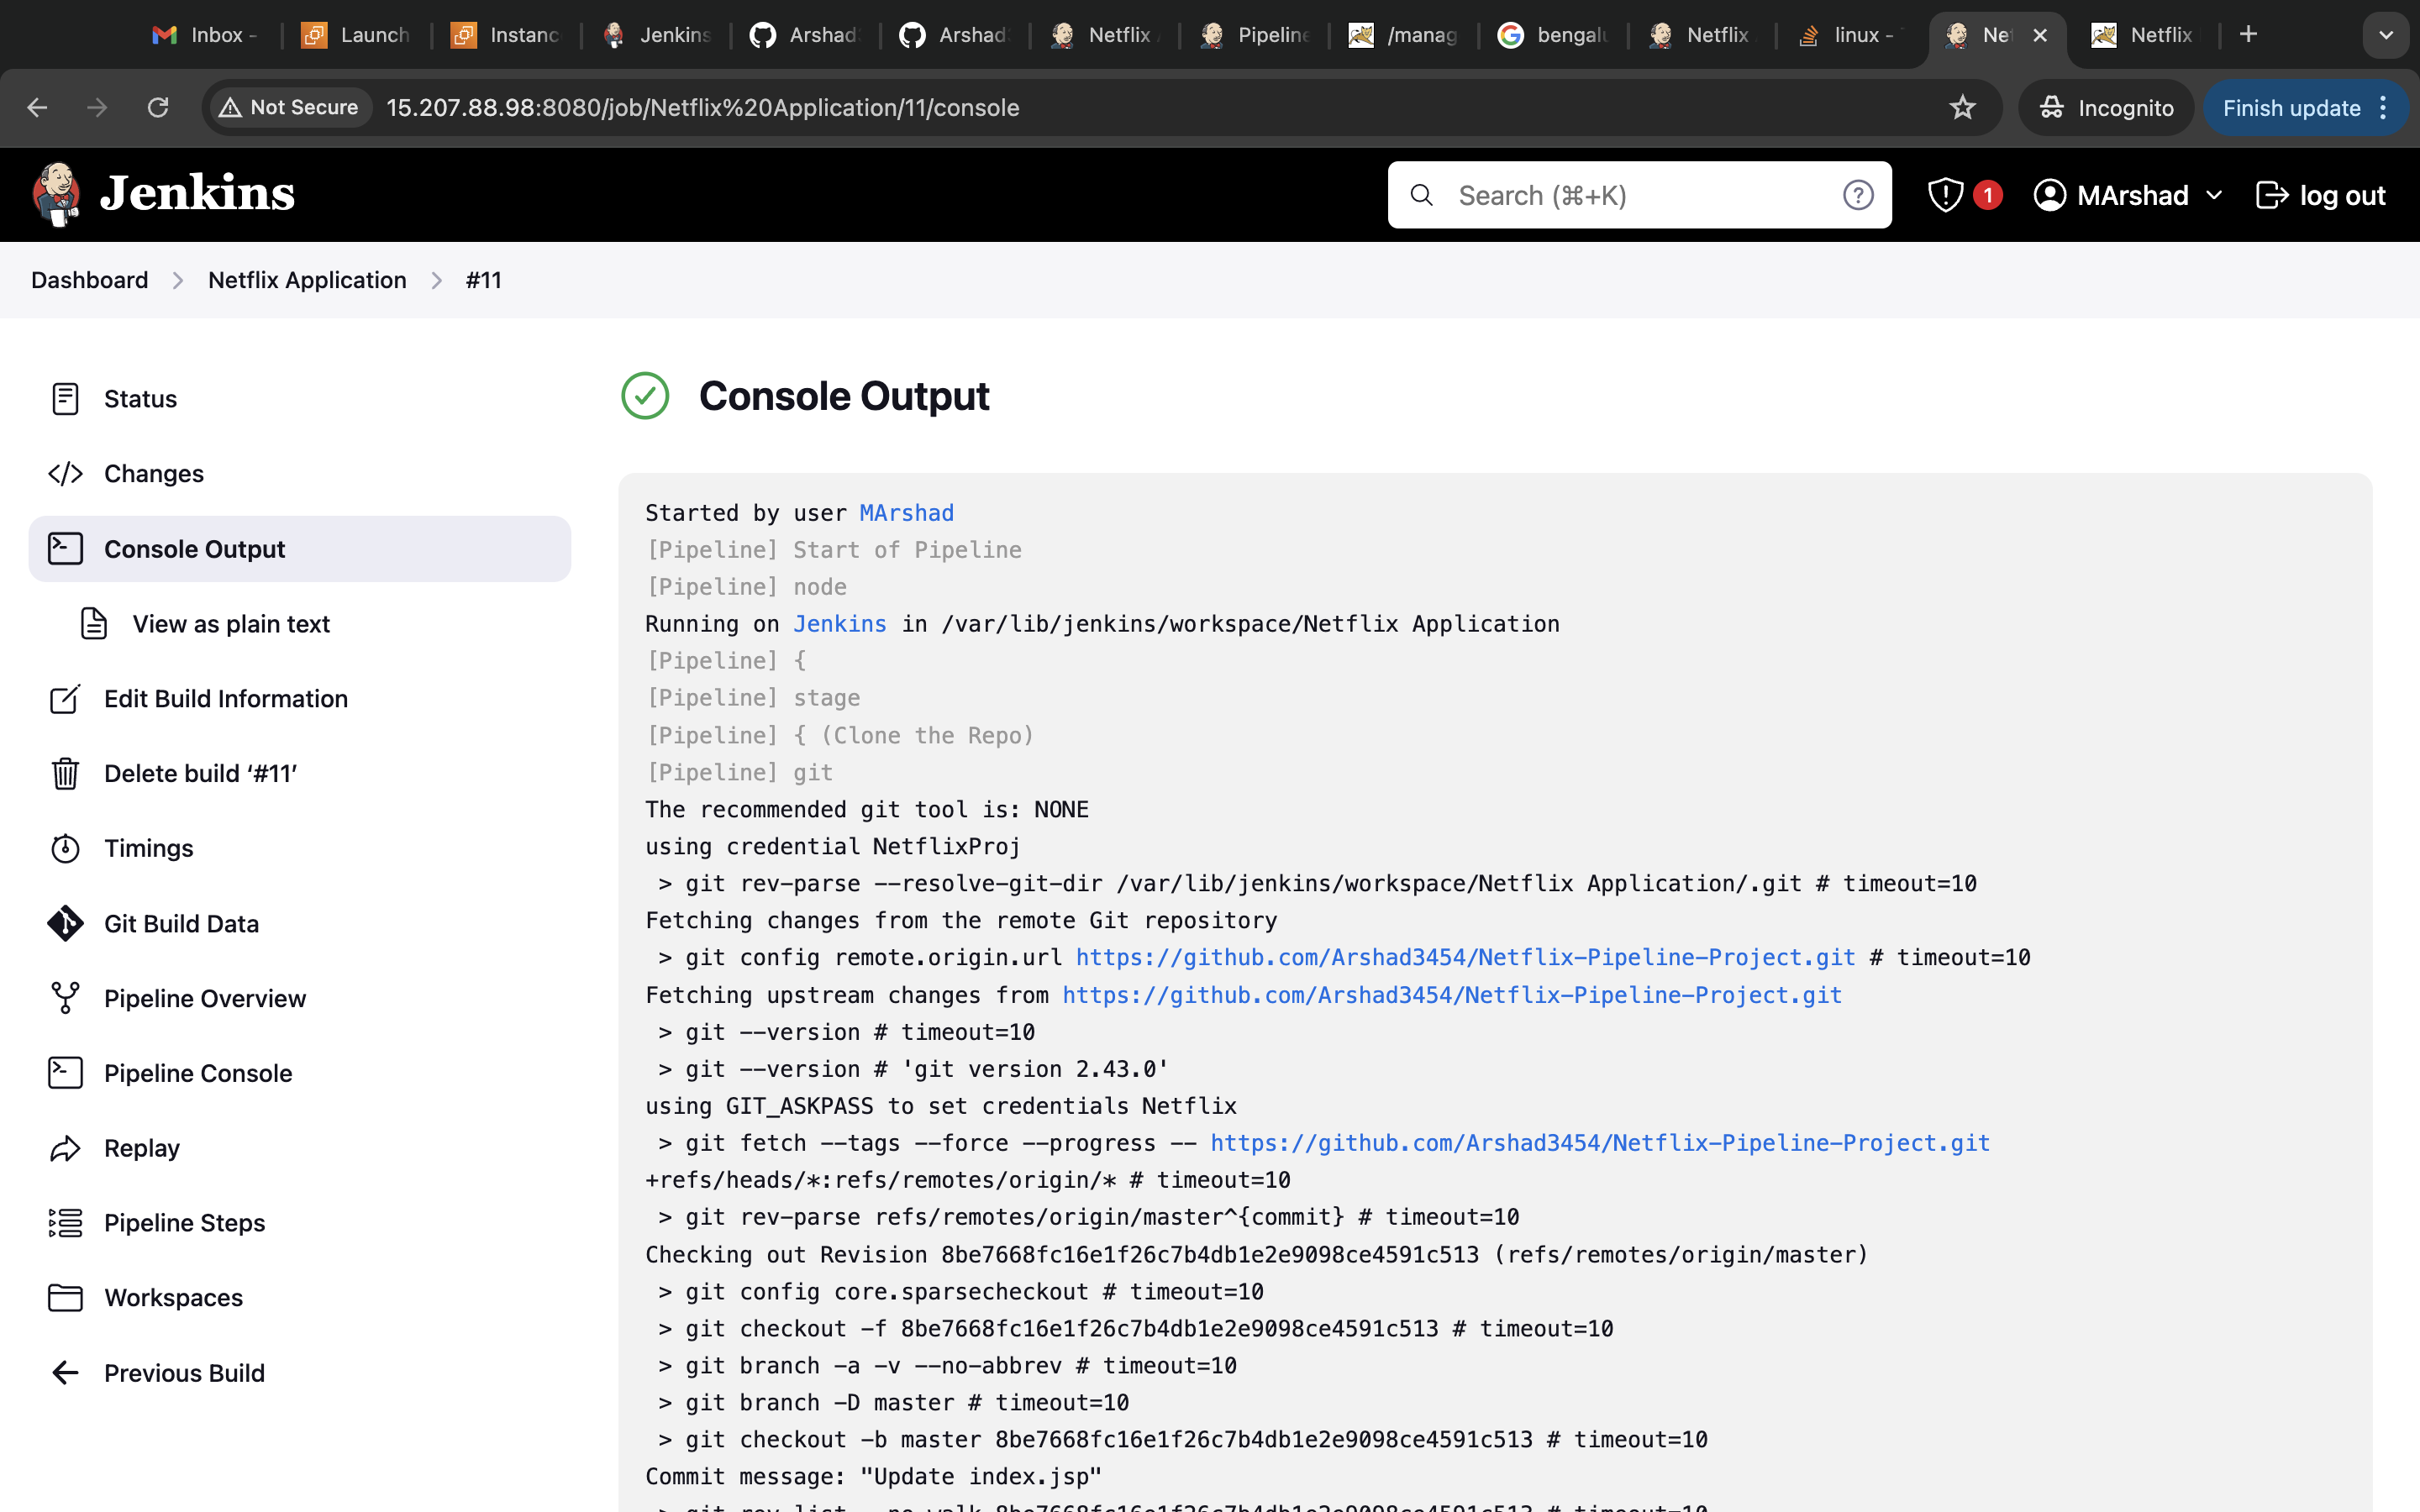 Inbox -
Launch
Instanc
Jenkins
Arshad
Arshad
Netflix
Pipeline
/manag
bengalu
Netflix
linux -
Net
Netflix
Not Secure
15.207.88.98:8080/job/Netflix%20Application/11/console
Incognito
Finish update
Jenkins
Search (⌘+K)
1
MArshad
log out
Dashboard
Netflix Application
#11
Status
Changes
Console Output
View as plain text
Edit Build Information
Delete build ‘#11’
Timings
Git Build Data
Pipeline Overview
Pipeline Console
Replay
Pipeline Steps
Workspaces
Previous Build
Console Output
Started by user MArshad
[Pipeline] Start of Pipeline
[Pipeline] node
Running on Jenkins in /var/lib/jenkins/workspace/Netflix Application
[Pipeline] {
[Pipeline] stage
[Pipeline] { (Clone the Repo)
[Pipeline] git
The recommended git tool is: NONE
using credential NetflixProj
 > git rev-parse --resolve-git-dir /var/lib/jenkins/workspace/Netflix Application/.git # timeout=10
Fetching changes from the remote Git repository
 > git config remote.origin.url https://github.com/Arshad3454/Netflix-Pipeline-Project.git # timeout=10
Fetching upstream changes from https://github.com/Arshad3454/Netflix-Pipeline-Project.git
 > git --version # timeout=10
 > git --version # 'git version 2.43.0'
using GIT_ASKPASS to set credentials Netflix
 > git fetch --tags --force --progress -- https://github.com/Arshad3454/Netflix-Pipeline-Project.git
+refs/heads/*:refs/remotes/origin/* # timeout=10
 > git rev-parse refs/remotes/origin/master^{commit} # timeout=10
Checking out Revision 8be7668fc16e1f26c7b4db1e2e9098ce4591c513 (refs/remotes/origin/master)
 > git config core.sparsecheckout # timeout=10
 > git checkout -f 8be7668fc16e1f26c7b4db1e2e9098ce4591c513 # timeout=10
 > git branch -a -v --no-abbrev # timeout=10
 > git branch -D master # timeout=10
 > git checkout -b master 8be7668fc16e1f26c7b4db1e2e9098ce4591c513 # timeout=10
Commit message: "Update index.jsp"